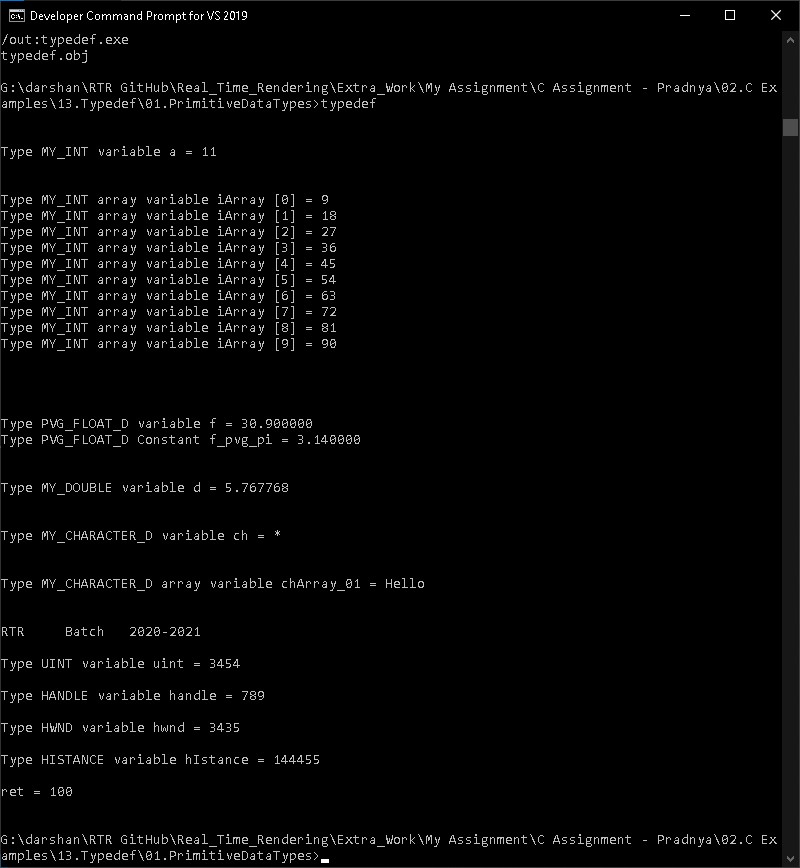 Developer Command Prompt for VS 2019
/out:typedef.exe
typedef.obj
G:\darshan\RTR GitHub\Real_Time_Rendering\Extra_Work\My Assignment\C Assignment - Pradnya\02.C Ex
amples\13.Typedef\01.PrimitiveDataTypes>typedef
Type MY_INT variable a = 11
Type MY_INT array variable iArray [0] = 9
Type MY_INT array variable iArray [1] = 18
Type MY_INT array variable iArray [2] = 27
Type MY_INT array variable iArray [3] = 36
Type MY_INT array variable iArray [4] = 45
Type MY_INT array variable iArray [5] = 54
Type MY_INT array variable iArray [6] = 63
Type MY_INT array variable iArray [7] = 72
Type MY_INT array variable iArray [8] = 81
Type MY_INT array variable iArray [9] = 90
Type PVG_FLOAT_D variable f = 30.900000
Type PVG_FLOAT_D Constant f_pvg_pi = 3.140000
Type MY_DOUBLE variable d = 5.767768
Type MY_CHARACTER_D variable ch = *
Type MY_CHARACTER_D array variable chArray_01 = Hello
RTR     Batch   2020-2021
Type UINT variable uint = 3454
Type HANDLE variable handle = 789
Type HWND variable hwnd = 3435
Type HISTANCE variable hIstance = 144455
ret = 100
G:\darshan\RTR GitHub\Real_Time_Rendering\Extra_Work\My Assignment\C Assignment - Pradnya\02.C Ex
amples\13.Typedef\01.PrimitiveDataTypes>